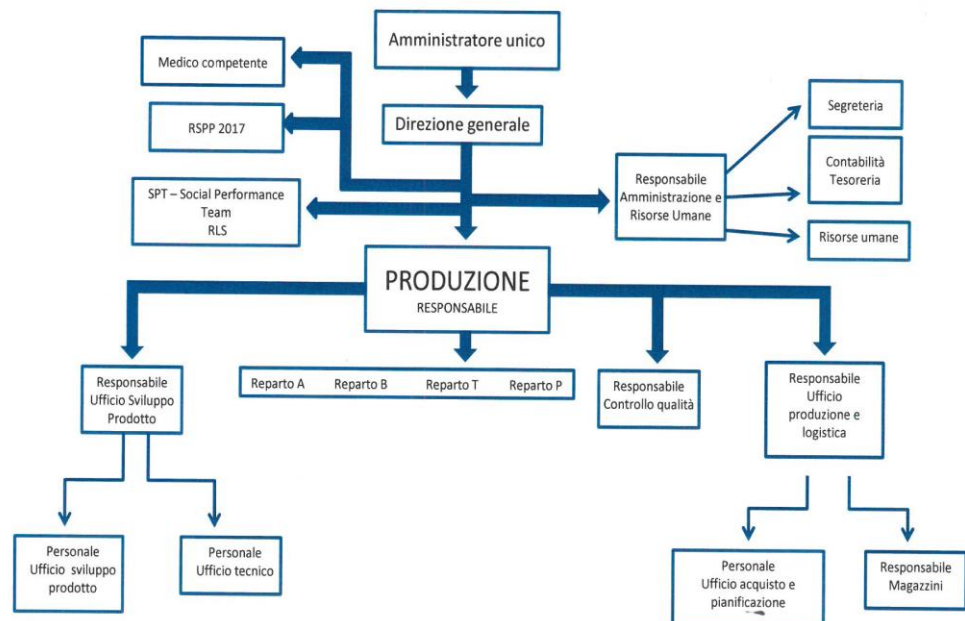 Amministratore unico
Medico competente
Direzione generale
RSPP 2017
Segreteria
Contabilità
Tesoreria
Risorse umane
Responsabile
Amministrazione e
Risorse Umane
SPT – Social Performance
Team
RLS
PRODUZIONE
RESPONSABILE
Responsabile
Ufficio Sviluppo
Prodotto
Reparto A Reparto B Reparto T Reparto P
Responsabile
Controllo qualità
Responsabile
Ufficio
produzione e
logistica
Personale
Ufficio sviluppo
prodotto
Personale
Ufficio tecnico
Personale
Ufficio acquisto e
pianificazione
Responsabile
Magazzini